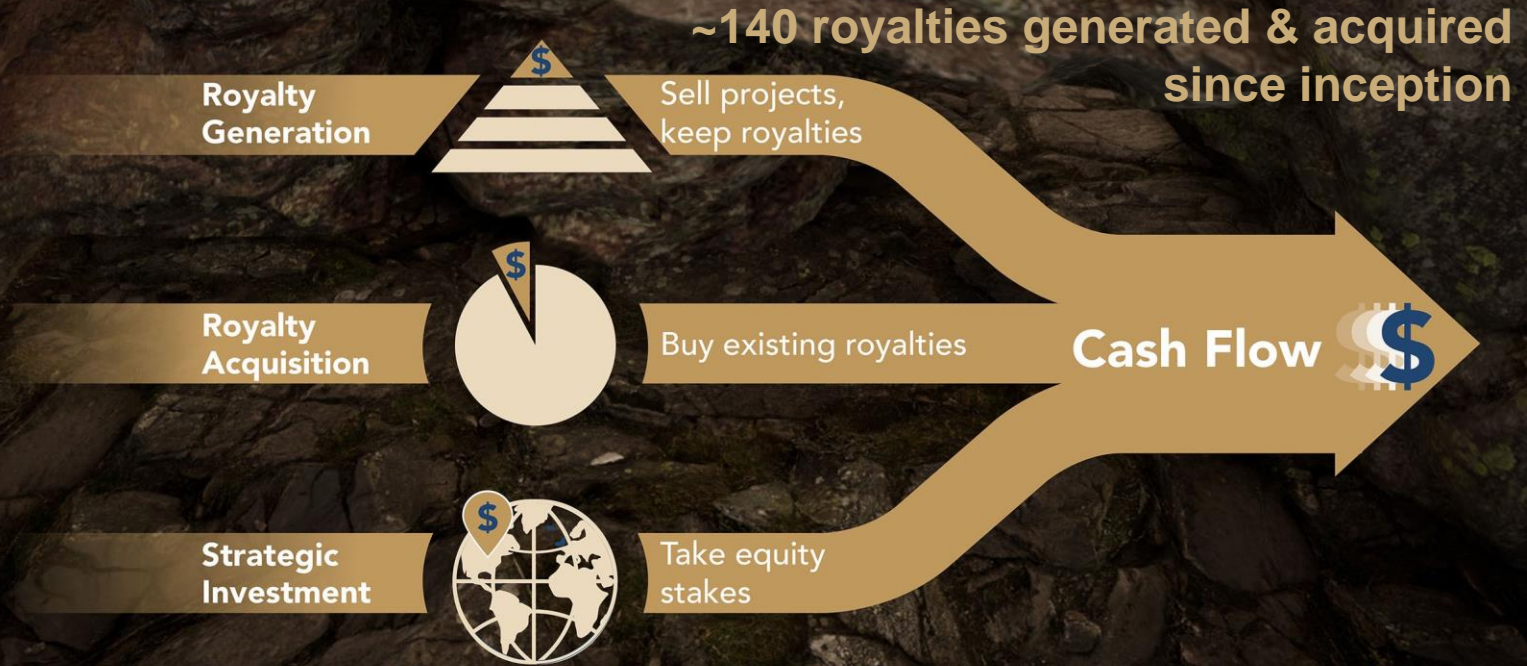 ~140 royalties generated & acquired
since inception
$
Royalty
Generation
Sell projects,
keep royalties
$
Royalty
Acquisition
Buy existing royalties
Cash Flow $
$
Strategic
Investment
Take equity
stakes